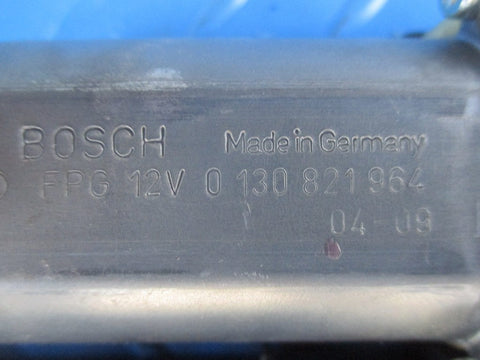 BOSCH Made in Germany
FPG 12V 0 130 821 964
04-09